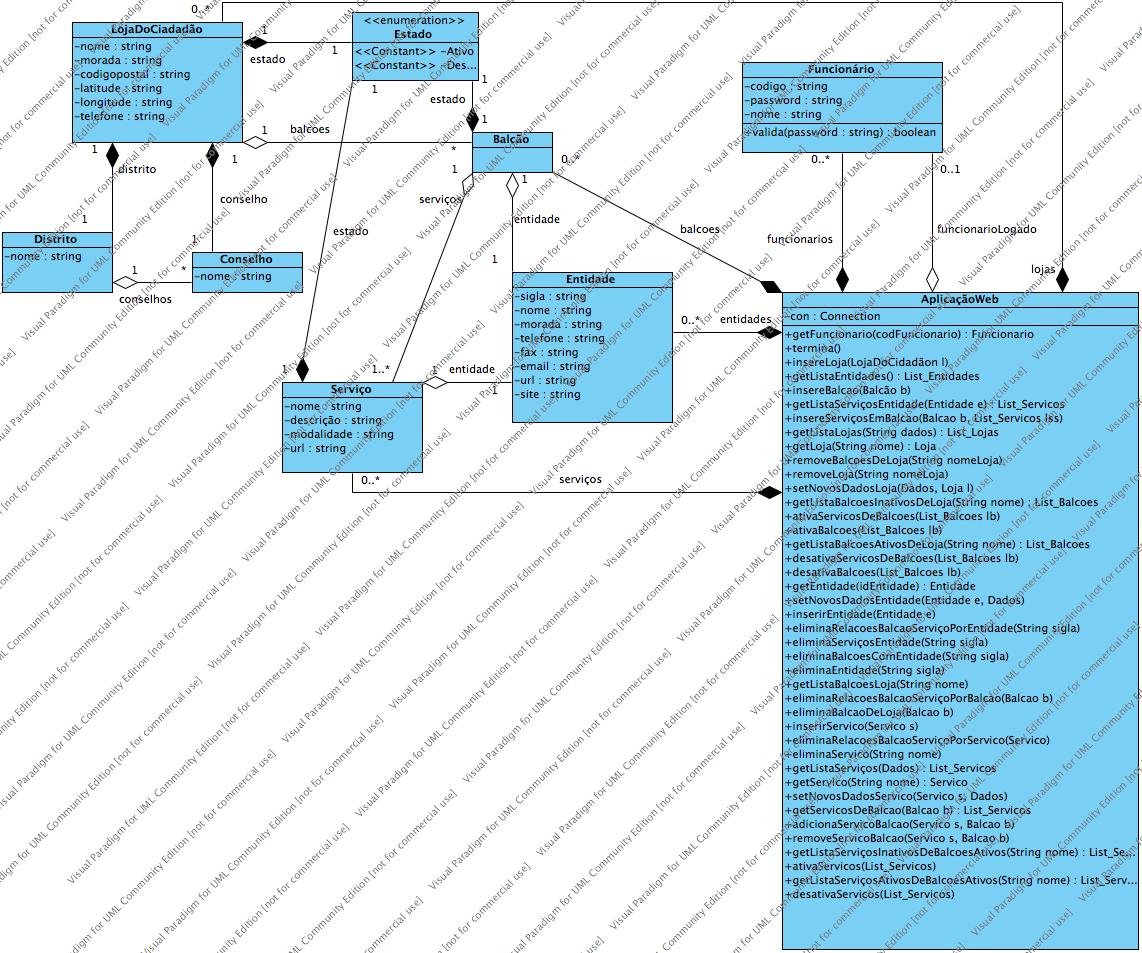 0..*
LojaDoCiadadão
-nome : string
-morada : string
-codigopostal : string
-latitude : string
-longitude : string
-telefone : string
1
estado
1
<<enumeration>>
Estado
<<Constant>> -Ativo
<<Constant>> -Des...
1
1
estado
1
1
balcoes
*
Balcão
0..*
1
1
serviços
entidade
1
balcoes
Funcionário
-codigo : string
-password : string
-nome : string
+valida(password : string) : boolean
0..*
0..1
funcionarios
funcionarioLogado
lojas
1
distrito
1
1
conselho
1
Distrito
-nome : string
1
*
conselhos
Conselho
-nome : string
estado
1
1..*
Serviço
-nome : string
-descrição : string
-modalidade : string
-url : string
1
entidade
1
0..*
serviços
Entidade
-sigla : string
-nome : string
-morada : string
-telefone : string
-fax : string
-email : string
-url : string
-site : string
0..*
entidades
AplicaçãoWeb
-con : Connection
+getFuncionario(codFuncionario) : Funcionario
+termina()
+insereLoja(LojaDoCidadãon l)
+getListaEntidades() : List_Entidades
+insereBalcao(Balcão b)
+getListaServiçosEntidade(Entidade e) : List_Servicos
+insereServiçosEmBalcao(Balcao b, List_Servicos lss)
+getListaLojas(String dados) : List_Lojas
+getLoja(String nome) : Loja
+removeBalcoesDeLoja(String nomeLoja)
+removeLoja(String nomeLoja)
+setNovosDadosLoja(Dados, Loja l)
+getListaBalcoesInativosDeLoja(String nome) : List_Balcoes
+ativaServicosDeBalcoes(List_Balcoes lb)
+ativaBalcoes(List_Balcoes lb)
+getListaBalcoesAtivosDeLoja(String nome) : List_Balcoes
+desativaServicosDeBalcoes(List_Balcoes lb)
+desativaBalcoes(List_Balcoes lb)
+getEntidade(idEntidade) : Entidade
+setNovosDadosEntidade(Entidade e, Dados)
+inserirEntidade(Entidade e)
+eliminaRelacoesBalcaoServiçoPorEntidade(String sigla)
+eliminaServiçosEntidade(String sigla)
+eliminaBalcoesComEntidade(String sigla)
+eliminaEntidade(String sigla)
+getListaBalcoesLoja(String nome)
+eliminaRelacoesBalcaoServiçoPorBalcao(Balcao b)
+eliminaBalcaoDeLoja(Balcao b)
+inserirServico(Servico s)
+eliminaRelacoesBalcaoServiçoPorServico(Servico)
+eliminaServico(String nome)
+getListaServiços(Dados) : List_Servicos
+getServico(String nome) : Servico
+setNovosDadosServico(Servico s, Dados)
+getServicosDeBalcao(Balcao b) : List_Serviços
+adicionaServicoBalcao(Servico s, Balcao b)
+removeServicoBalcao(Servico s, Balcao b)
+getListaServiçosInativosDeBalcoesAtivos(String nome) : List_Se...
+ativaServicos(List_Servicos)
+getListaServiçosAtivosDeBalcoesAtivos(String nome) : List_Serv...
+desativaServicos(List_Serviços)
Visual Paradigm for UML Community Edition [not for commercial use]